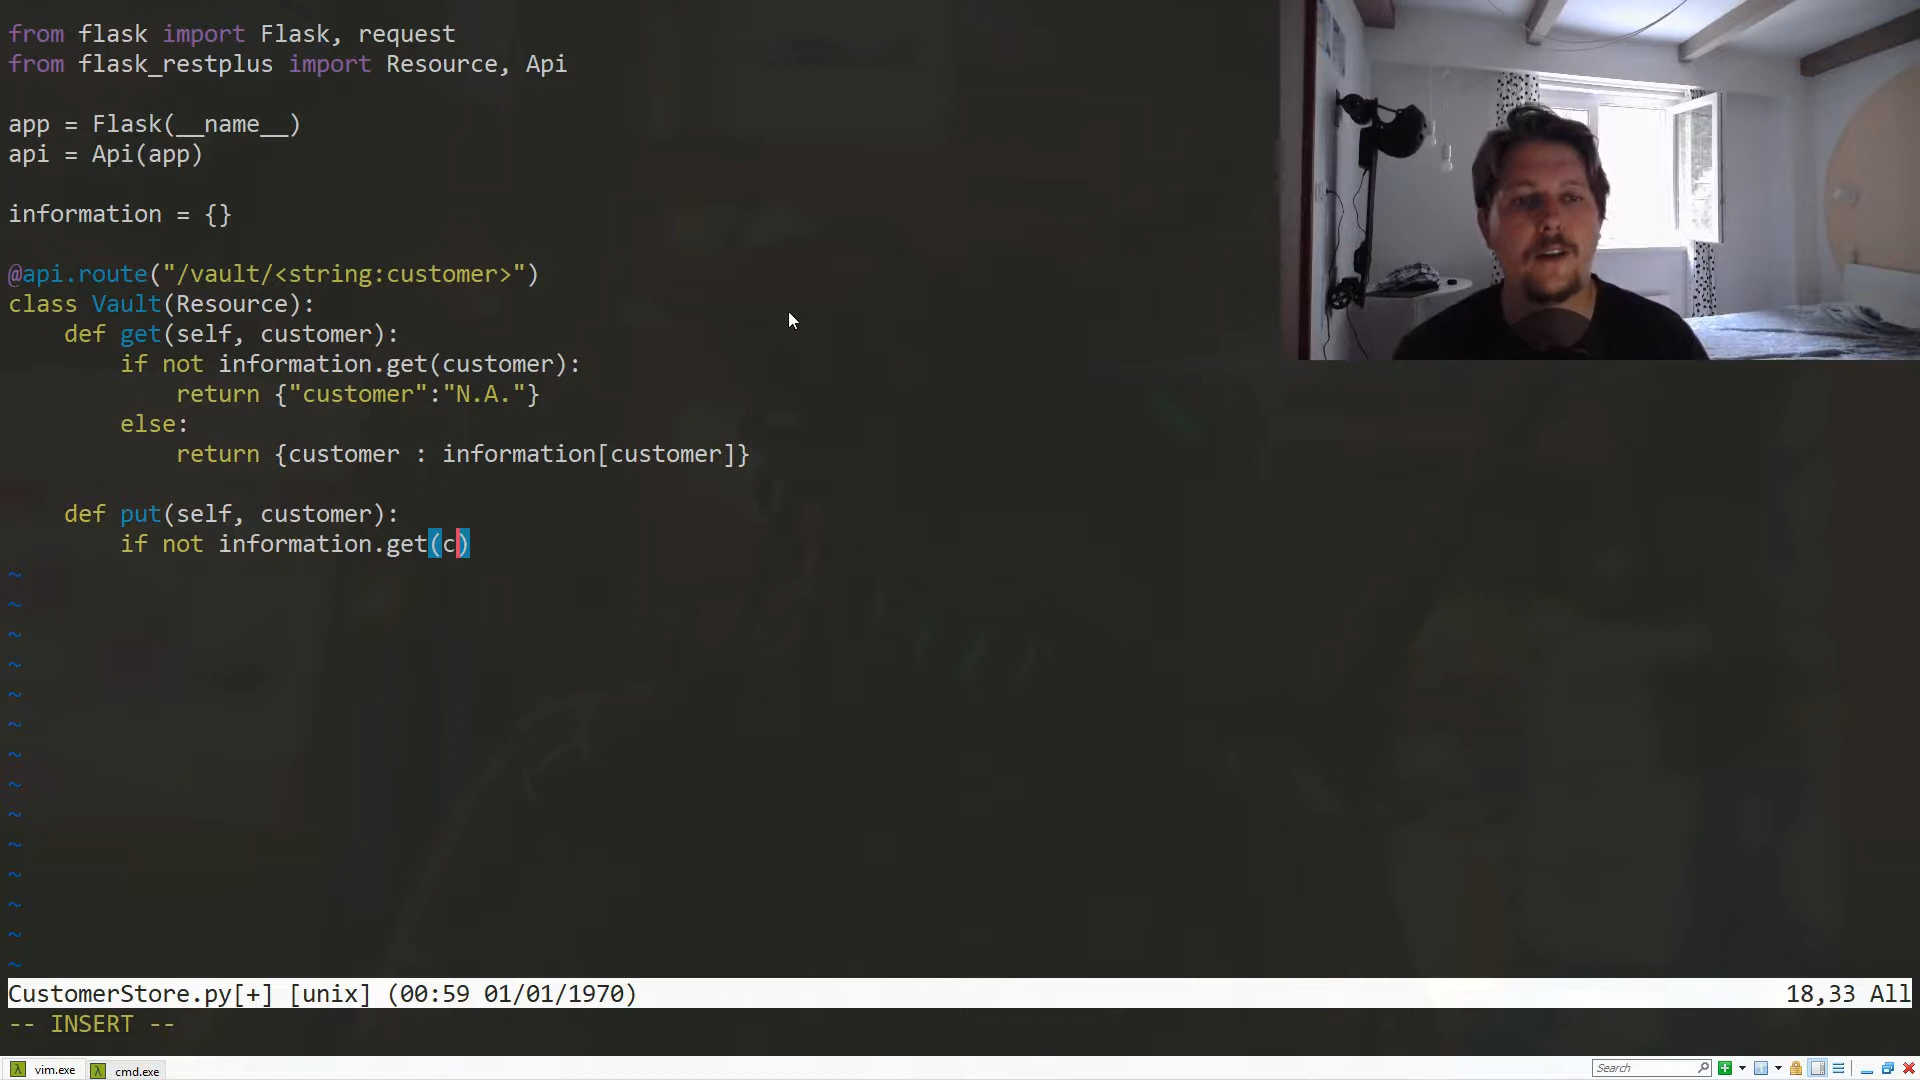 from flask import Flask, request
from flask_restplus import Resource, Api
app = Flask(__name__)
api = Api(app)
information = {}
@api.route("/vault/<string:customer>")
class Vault(Resource):
def get(self, customer):
if not information.get(customer):
return {"customer":"N.A."}
else:
return {customer : information[customer]}
def put(self, customer):
if not information.get(c)
~
~
~
~
~
~
~
~
~
~
~
~
~
~
CustomerStore.py[+] [unix] (00:59 01/01/1970) 18,33 All
-- INSERT --
vim.exe cmd.exe Search